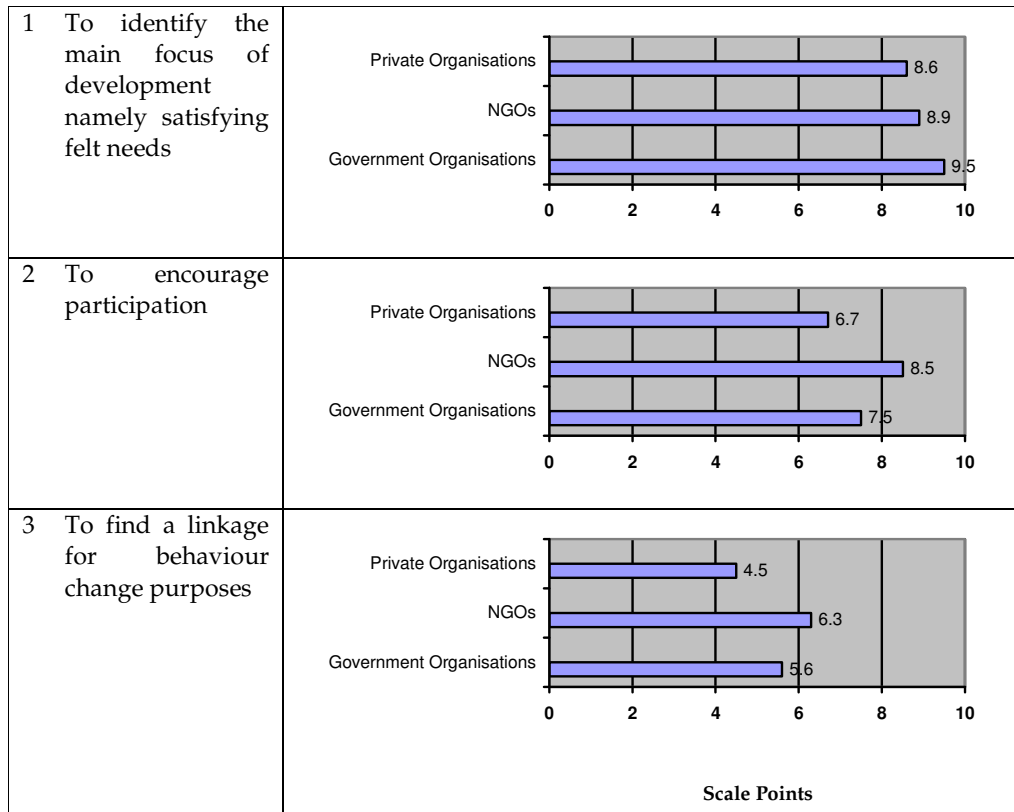 1 To identify the
main focus of
development
namely satisfying
felt needs
Private Organisations 8.6
NGOs 8.9
Government Organisations 9.5
0 2 4 6 8 10
2 To encourage
participation
Private Organisations 6.7
NGOs 8.5
Government Organisations 7.5
0 2 4 6 8 10
3 To find a linkage
for behaviour
change purposes
Private Organisations 4.5
NGOs 6.3
Government Organisations 5.6
0 2 4 6 8 10
Scale Points